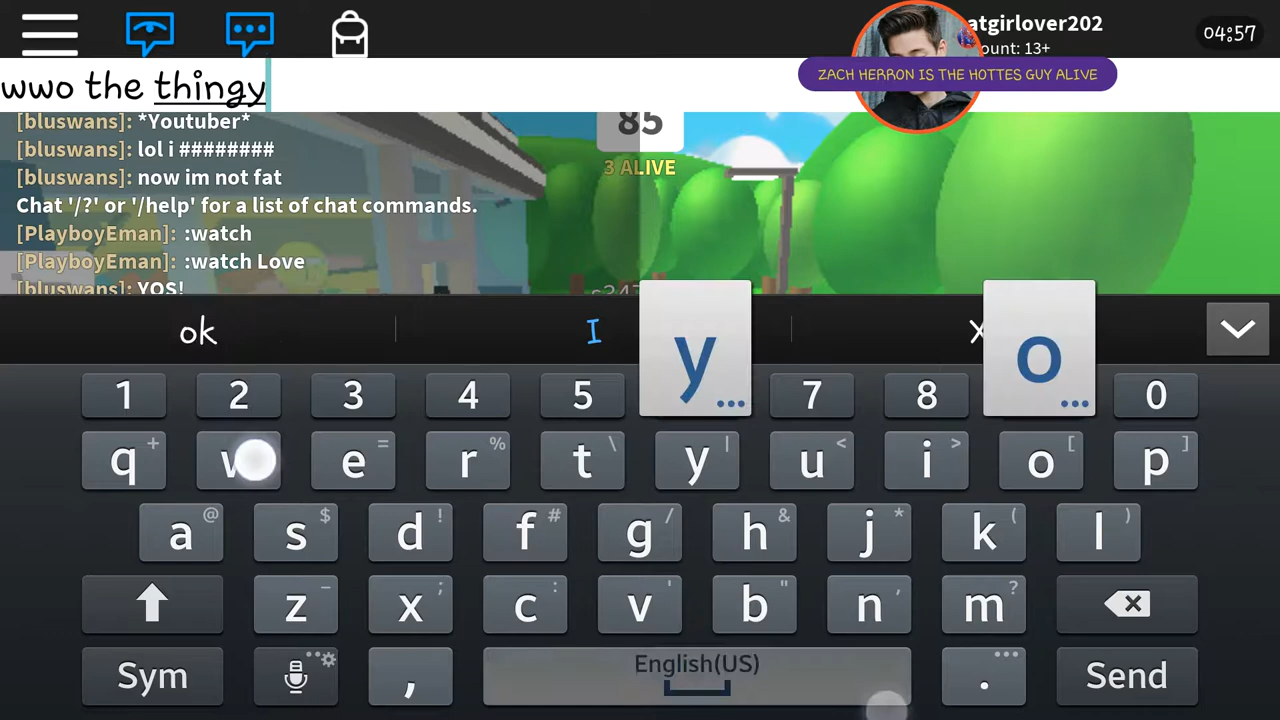 atgirlover202
04:57
ount: 13+
ZACH HERRON IS THE HOTTES GUY ALIVE
wwo the thingy
[bluswans]: *Youtuber*
[bluswans]: lol i ########
[bluswans]: now im not fat
Chat '/?' or '/help' for a list of chat commands.
[PlayboyEman]: :watch
[PlayboyEman]: :watch Love
[bluswans]: YOS!
85
3 ALIVE
ok I
y... o...
1 2 3 4 5 7 8 0
q + w e = r % t \ y | u < i > o [ p ]
a @ s $ d ! f # g / h & j * k ( l )
z - x ; c : v ' b " n , m ?
Sym , English(US) . ... Send